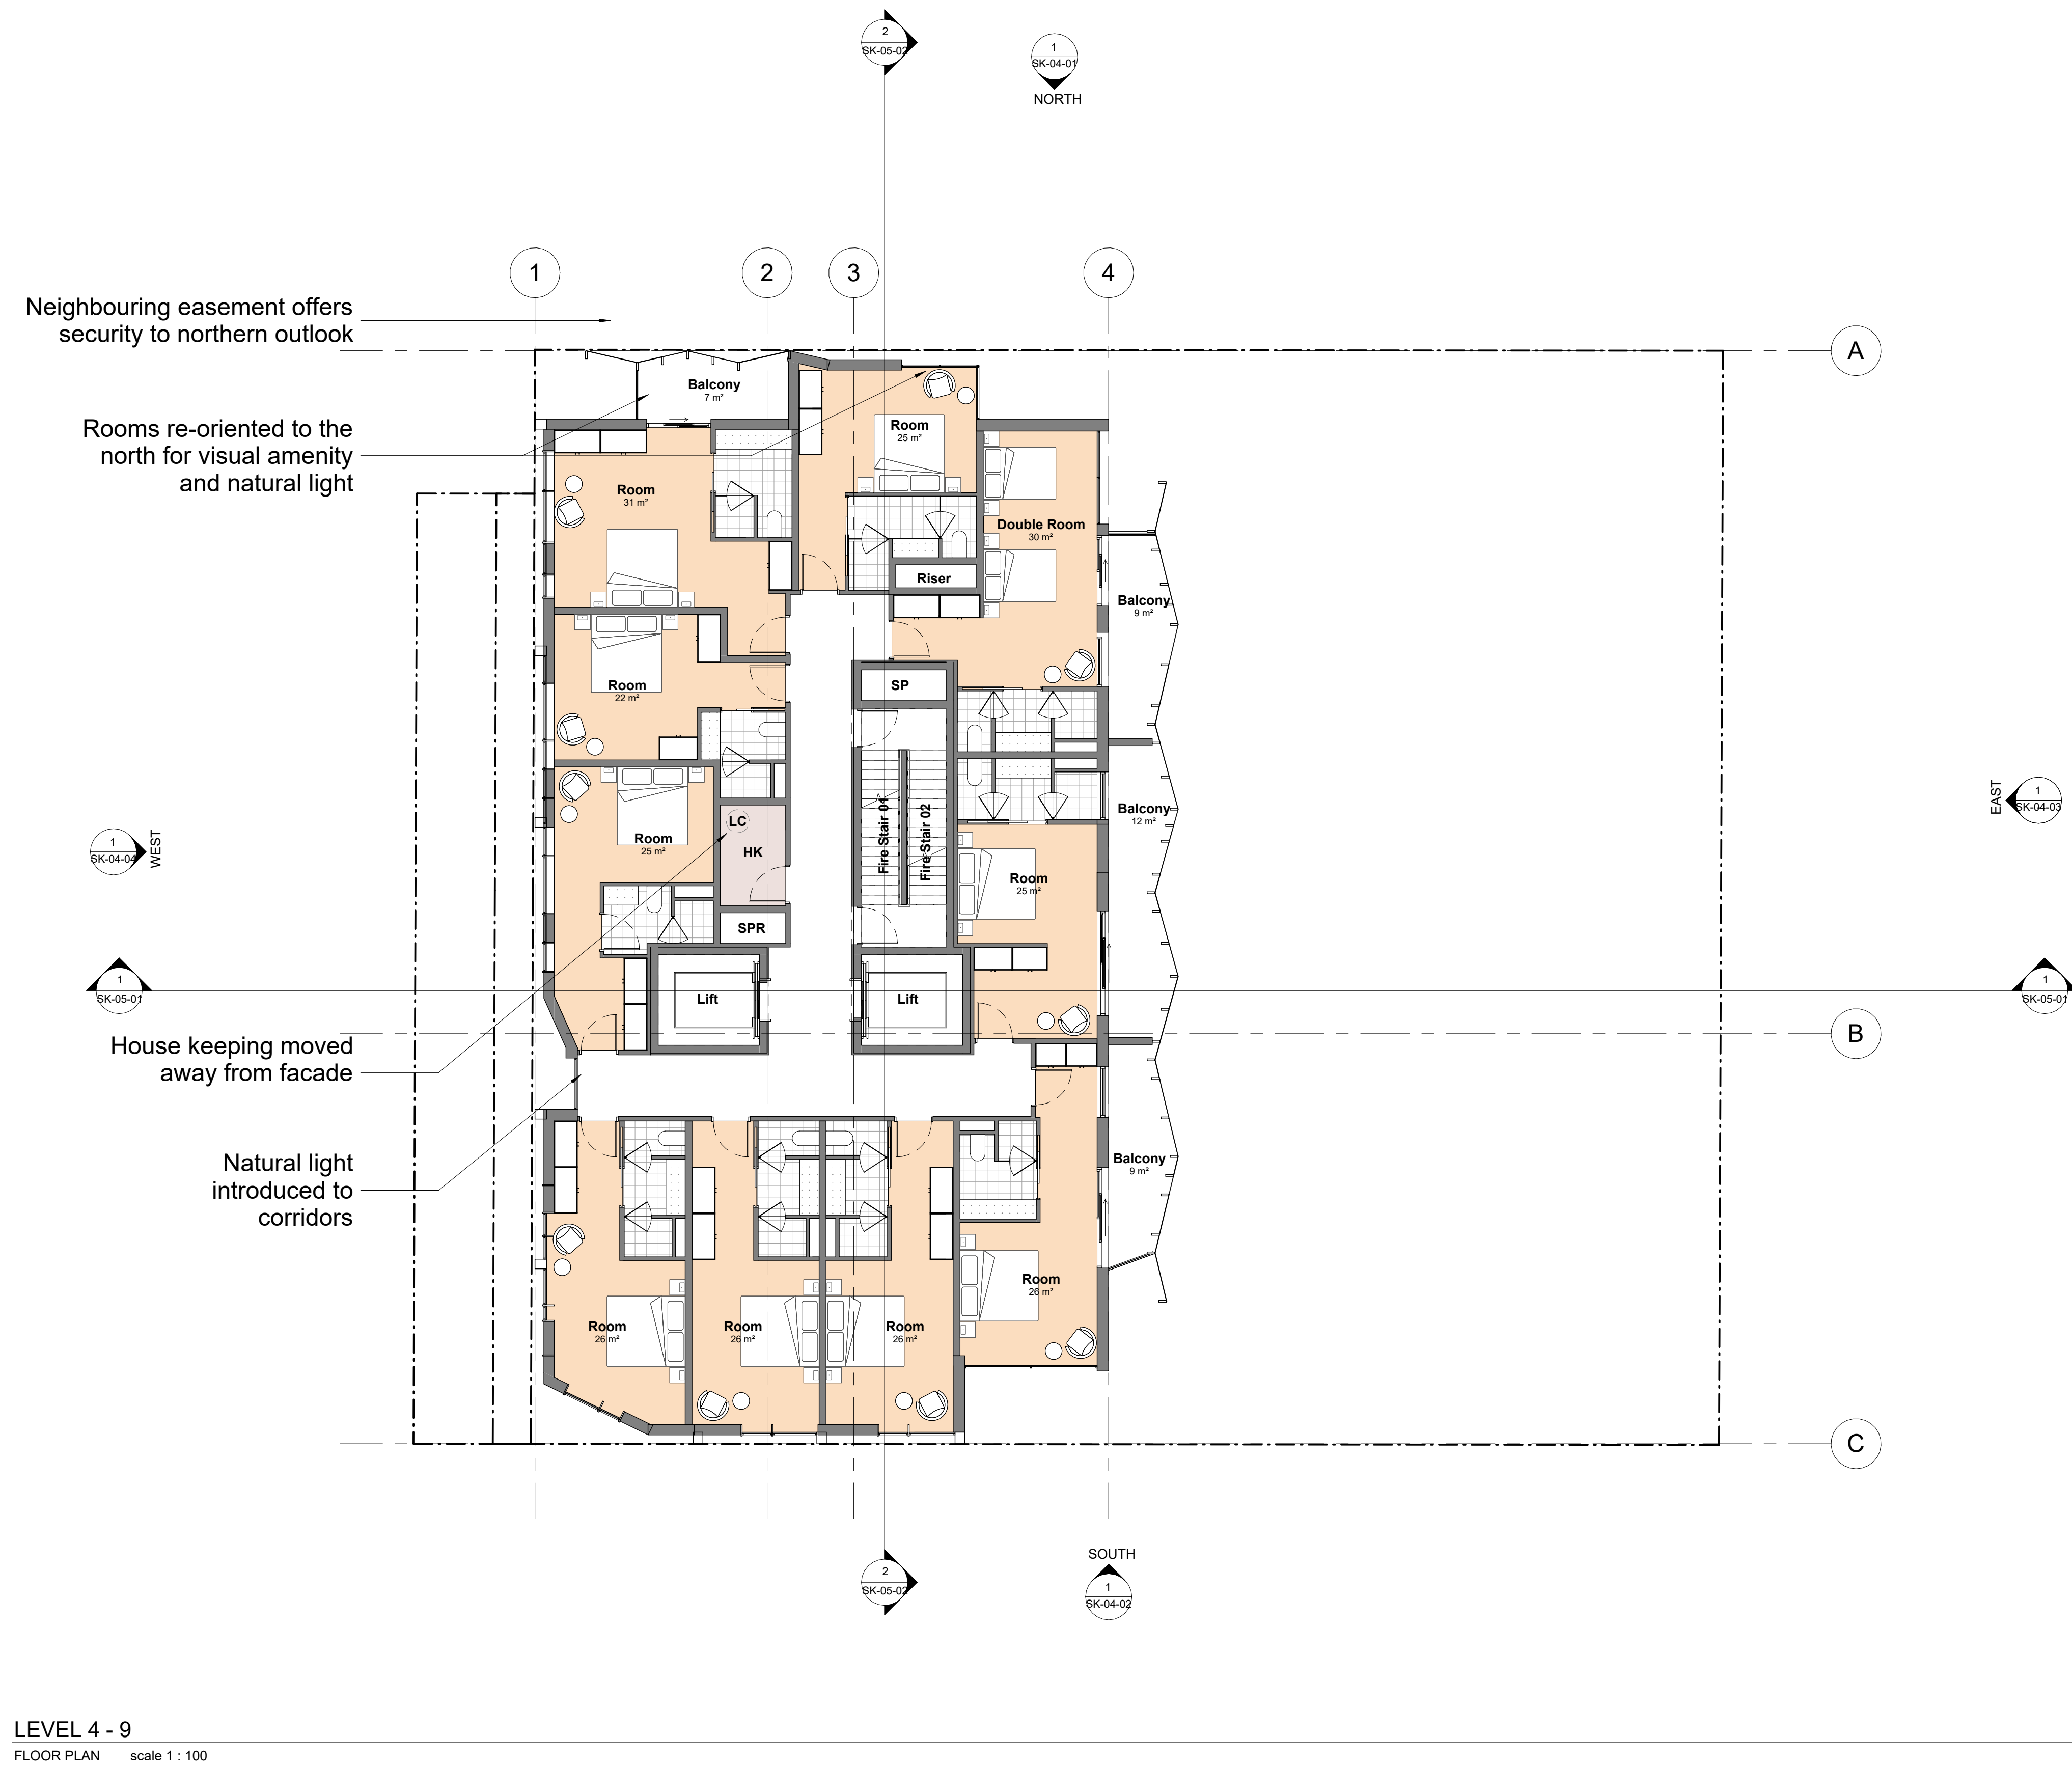 2
SK-05-02
1
SK-04-01
NORTH
1
2
3
4
Neighbouring easement offers
security to northern outlook
A
Balcony
7 m²
Rooms re-oriented to the
north for visual amenity
and natural light
Room
25 m²
Room
31 m²
Double Room
30 m²
Riser
Balcony
9 m²
Room
22 m²
SP
Fire Stair 01
Fire Stair 02
Balcony
12 m²
EAST
1
SK-04-03
LC
HK
Room
25 m²
1
SK-04-04
WEST
Room
25 m²
SPR
1
SK-05-01
Lift
Lift
1
SK-05-01
B
House keeping moved
away from facade
Natural light
introduced to
corridors
Balcony
9 m²
Room
26 m²
Room
26 m²
Room
26 m²
Room
26 m²
C
SOUTH
2
SK-05-02
1
SK-04-02
LEVEL 4 - 9
FLOOR PLAN scale 1 : 100